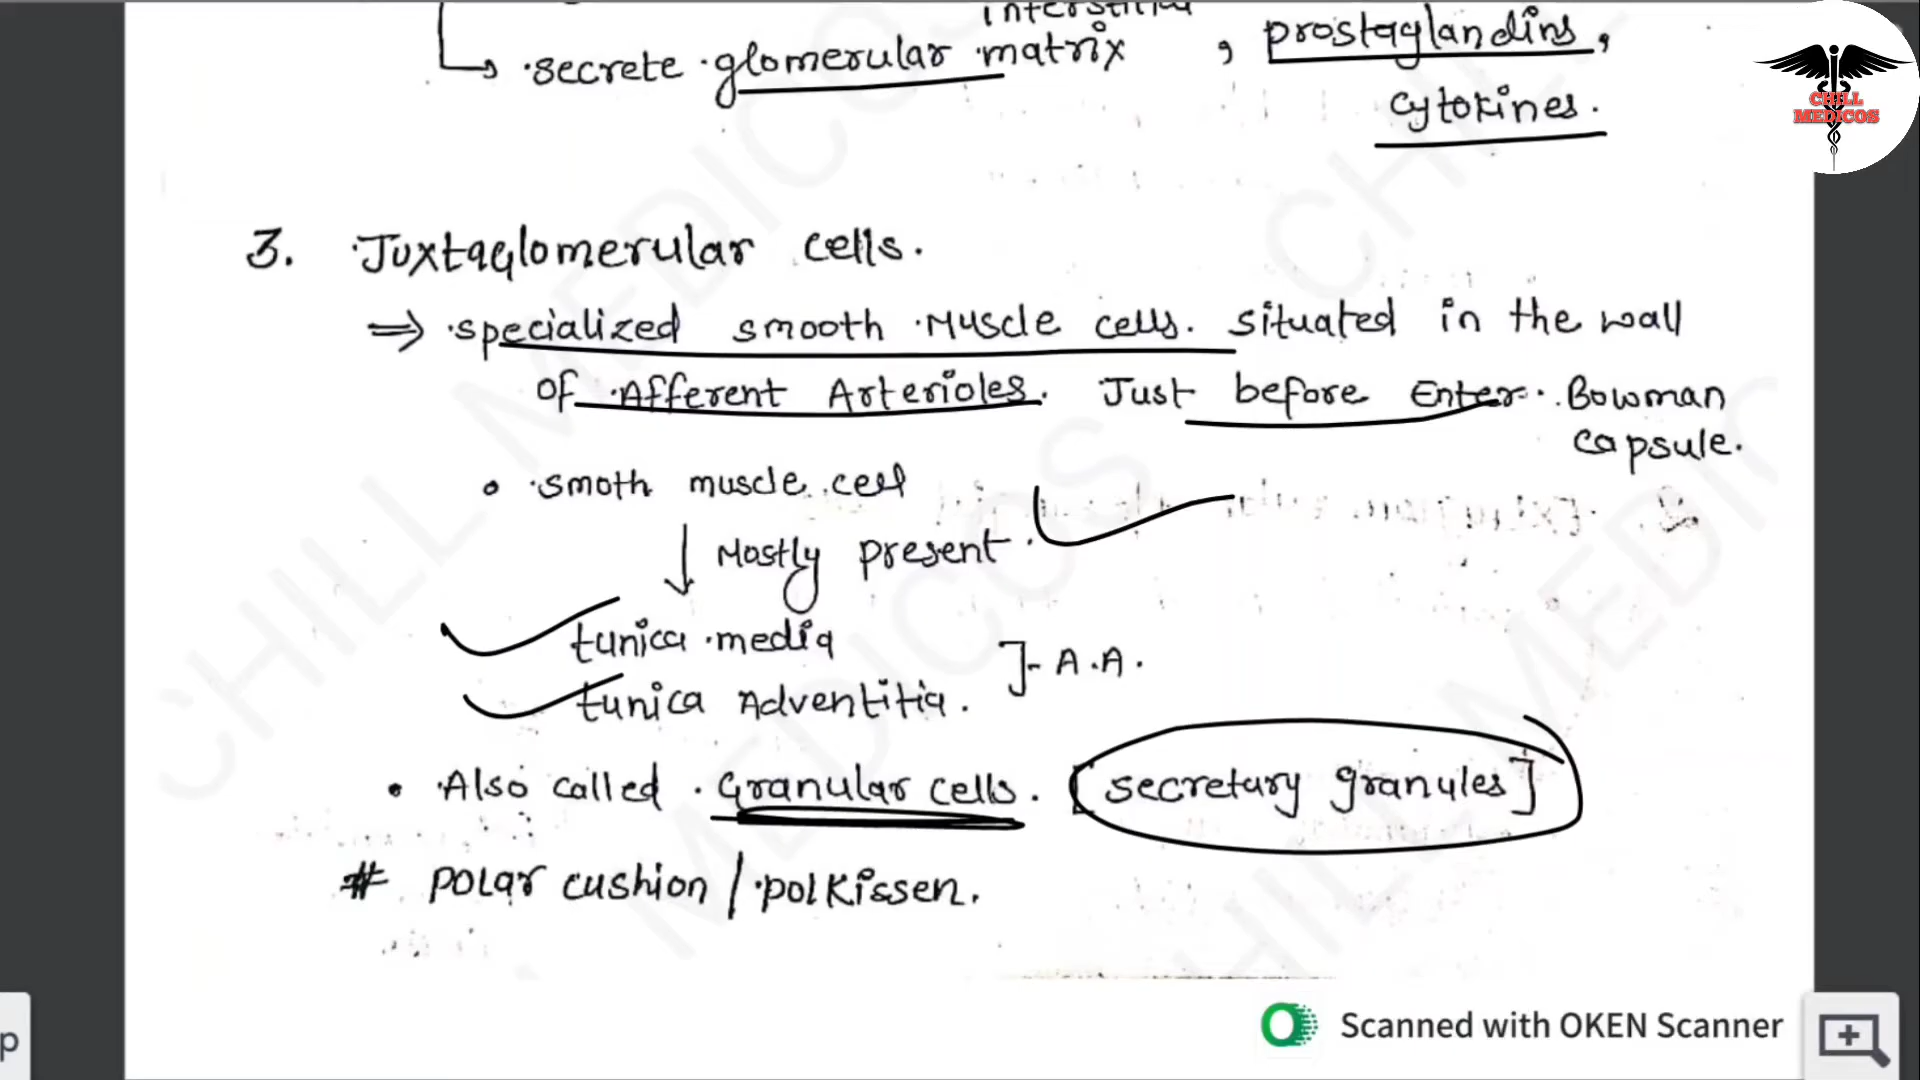 secrete glomerular matrix , prostaglandins,
cytokines.
CHILL
MEDICOS
3. Juxtaglomerular cells.
⇒ specialized smooth Muscle cells. situated in the wall
of Afferent Arterioles. Just before Enter. Bowman
capsule.
• smoth muscle cell
↓ Mostly present.
tunica media
tunica Adventitia. ]- A.A.
• Also called Granular cells. [secretury granules]
# polar cushion / polkissen.
Scanned with OKEN Scanner
p